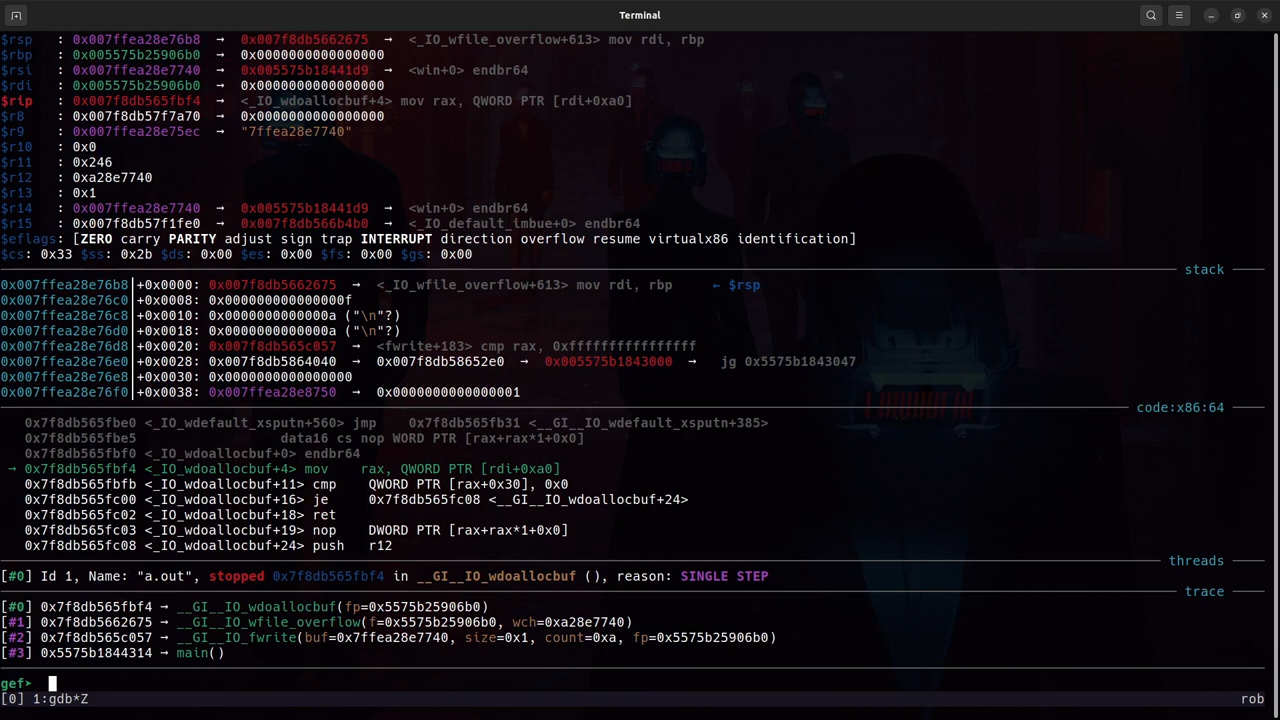 Terminal
$rsp   : 0x007ffea28e76b8  →  0x007f8db5662675  →  <_IO_wfile_overflow+613> mov rdi, rbp
$rbp   : 0x005575b25906b0  →  0x0000000000000000
$rsi   : 0x007ffea28e7740  →  0x005575b18441d9  →  <win+0> endbr64
$rdi   : 0x005575b25906b0  →  0x0000000000000000
$rip   : 0x007f8db565fbf4  →  <_IO_wdoallocbuf+4> mov rax, QWORD PTR [rdi+0xa0]
$r8    : 0x007f8db57f7a70  →  0x0000000000000000
$r9    : 0x007ffea28e75ec  →  "7ffea28e7740"
$r10   : 0x0
$r11   : 0x246
$r12   : 0xa28e7740
$r13   : 0x1
$r14   : 0x007ffea28e7740  →  0x005575b18441d9  →  <win+0> endbr64
$r15   : 0x007f8db57f1fe0  →  0x007f8db566b4b0  →  <_IO_default_imbue+0> endbr64
$eflags: [ZERO carry PARITY adjust sign trap INTERRUPT direction overflow resume virtualx86 identification]
$cs: 0x33 $ss: 0x2b $ds: 0x00 $es: 0x00 $fs: 0x00 $gs: 0x00
stack
0x007ffea28e76b8│+0x0000: 0x007f8db5662675  →  <_IO_wfile_overflow+613> mov rdi, rbp     ← $rsp
0x007ffea28e76c0│+0x0008: 0x000000000000000f
0x007ffea28e76c8│+0x0010: 0x000000000000000a ("\n"?)
0x007ffea28e76d0│+0x0018: 0x000000000000000a ("\n"?)
0x007ffea28e76d8│+0x0020: 0x007f8db565c057  →  <fwrite+183> cmp rax, 0xffffffffffffffff
0x007ffea28e76e0│+0x0028: 0x007f8db5864040  →  0x007f8db58652e0  →  0x005575b1843000  →  jg 0x5575b1843047
0x007ffea28e76e8│+0x0030: 0x0000000000000000
0x007ffea28e76f0│+0x0038: 0x007ffea28e8750  →  0x0000000000000001
code:x86:64
0x7f8db565fbe0 <_IO_wdefault_xsputn+560> jmp    0x7f8db565fb31 <__GI__IO_wdefault_xsputn+385>
0x7f8db565fbe5                  data16 cs nop WORD PTR [rax+rax*1+0x0]
0x7f8db565fbf0 <_IO_wdoallocbuf+0> endbr64
→ 0x7f8db565fbf4 <_IO_wdoallocbuf+4> mov    rax, QWORD PTR [rdi+0xa0]
0x7f8db565fbfb <_IO_wdoallocbuf+11> cmp    QWORD PTR [rax+0x30], 0x0
0x7f8db565fc00 <_IO_wdoallocbuf+16> je     0x7f8db565fc08 <__GI__IO_wdoallocbuf+24>
0x7f8db565fc02 <_IO_wdoallocbuf+18> ret
0x7f8db565fc03 <_IO_wdoallocbuf+19> nop    DWORD PTR [rax+rax*1+0x0]
0x7f8db565fc08 <_IO_wdoallocbuf+24> push   r12
threads
[#0] Id 1, Name: "a.out", stopped 0x7f8db565fbf4 in __GI__IO_wdoallocbuf (), reason: SINGLE STEP
trace
[#0] 0x7f8db565fbf4 → __GI__IO_wdoallocbuf(fp=0x5575b25906b0)
[#1] 0x7f8db5662675 → __GI__IO_wfile_overflow(f=0x5575b25906b0, wch=0xa28e7740)
[#2] 0x7f8db565c057 → __GI__IO_fwrite(buf=0x7ffea28e7740, size=0x1, count=0xa, fp=0x5575b25906b0)
[#3] 0x5575b1844314 → main()
gef➤
[0] 1:gdb*Z
rob